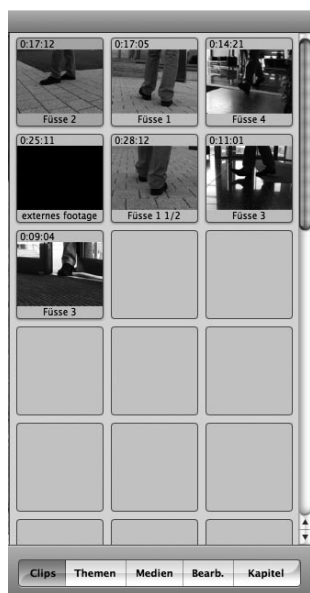 0:17:12 0:17:05 0:14:21
Füsse 2 Füsse 1 Füsse 4
0:25:11 0:28:12 0:11:01
externes footage Füsse 1 1/2 Füsse 3
0:09:04
Füsse 3
Clips Themen Medien Bearb. Kapitel